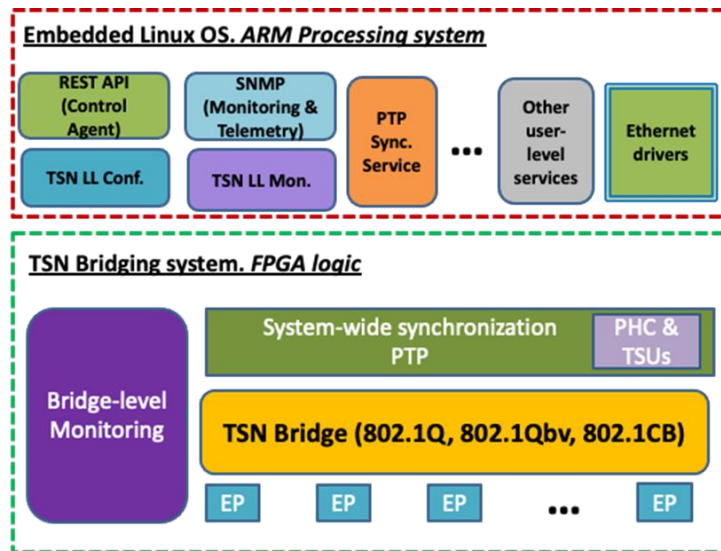 Embedded Linux OS. ARM Processing system
REST API
(Control
Agent)
SNMP
(Monitoring &
Telemetry)
PTP
Sync.
Service
...
Other
user-
level
services
Ethernet
drivers
TSN LL Conf.
TSN LL Mon.
TSN Bridging system. FPGA logic
Bridge-level
Monitoring
System-wide synchronization
PTP
PHC &
TSUs
TSN Bridge (802.1Q, 802.1Qbv, 802.1CB)
EP
EP
EP
...
EP